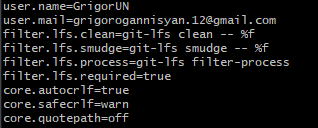 user.name=GrigorUN
user.mail=grigorogannisyan.12@gmail.com
filter.lfs.clean=git-lfs clean -- %f
filter.lfs.smudge=git-lfs smudge -- %f
filter.lfs.process=git-lfs filter-process
filter.lfs.required=true
core.autocrlf=true
core.safecrlf=warn
core.quotepath=off